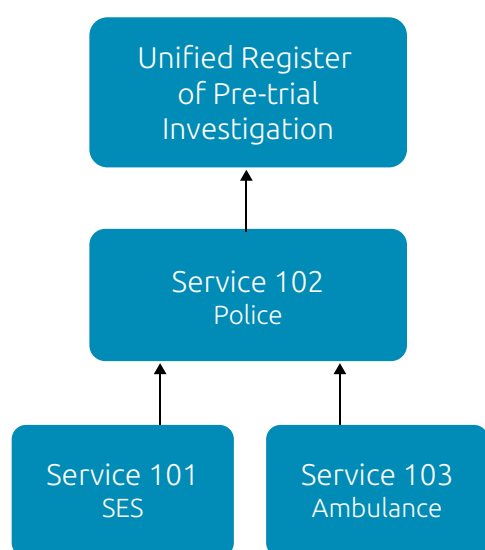 Unified Register
of Pre-trial
Investigation
Service 102
Police
Service 101
SES
Service 103
Ambulance